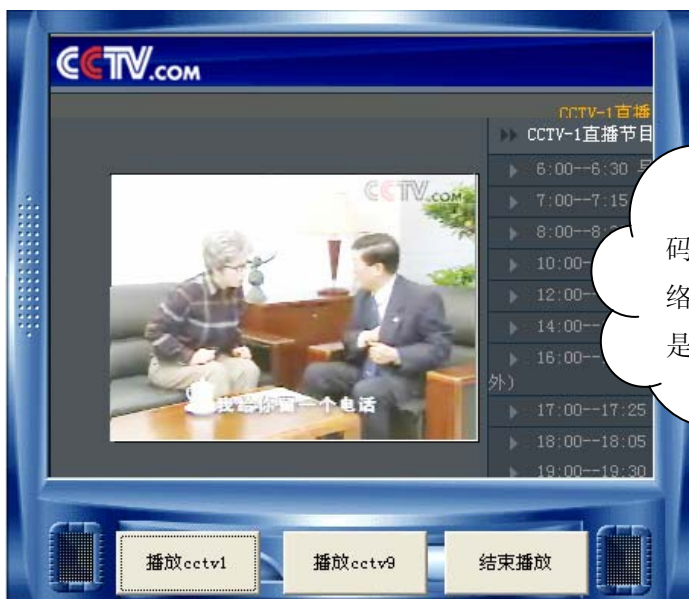 CCTV.COM
CCTV-1直播
CCTV-1直播节目
6:00--6:30
7:00--7:15
8:00--8:
10:00-
12:00--
14:00--
16:00--
外)
17:00--17:25
18:00--18:05
19:00--19:30
CCTV.COM
我给你留一个电话
码
络
是
播放cctv1
播放cctv9
结束播放